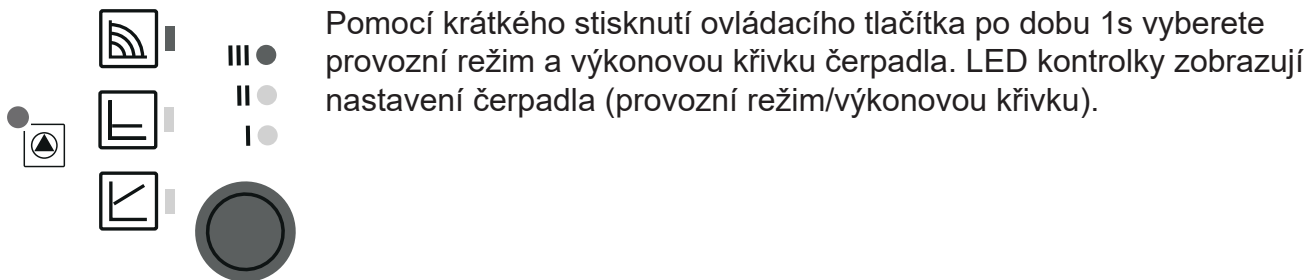 III
II
I
Pomocí krátkého stisknutí ovládacího tlačítka po dobu 1s vyberete
provozní režim a výkonovou křivku čerpadla. LED kontrolky zobrazují
nastavení čerpadla (provozní režim/výkonovou křivku).